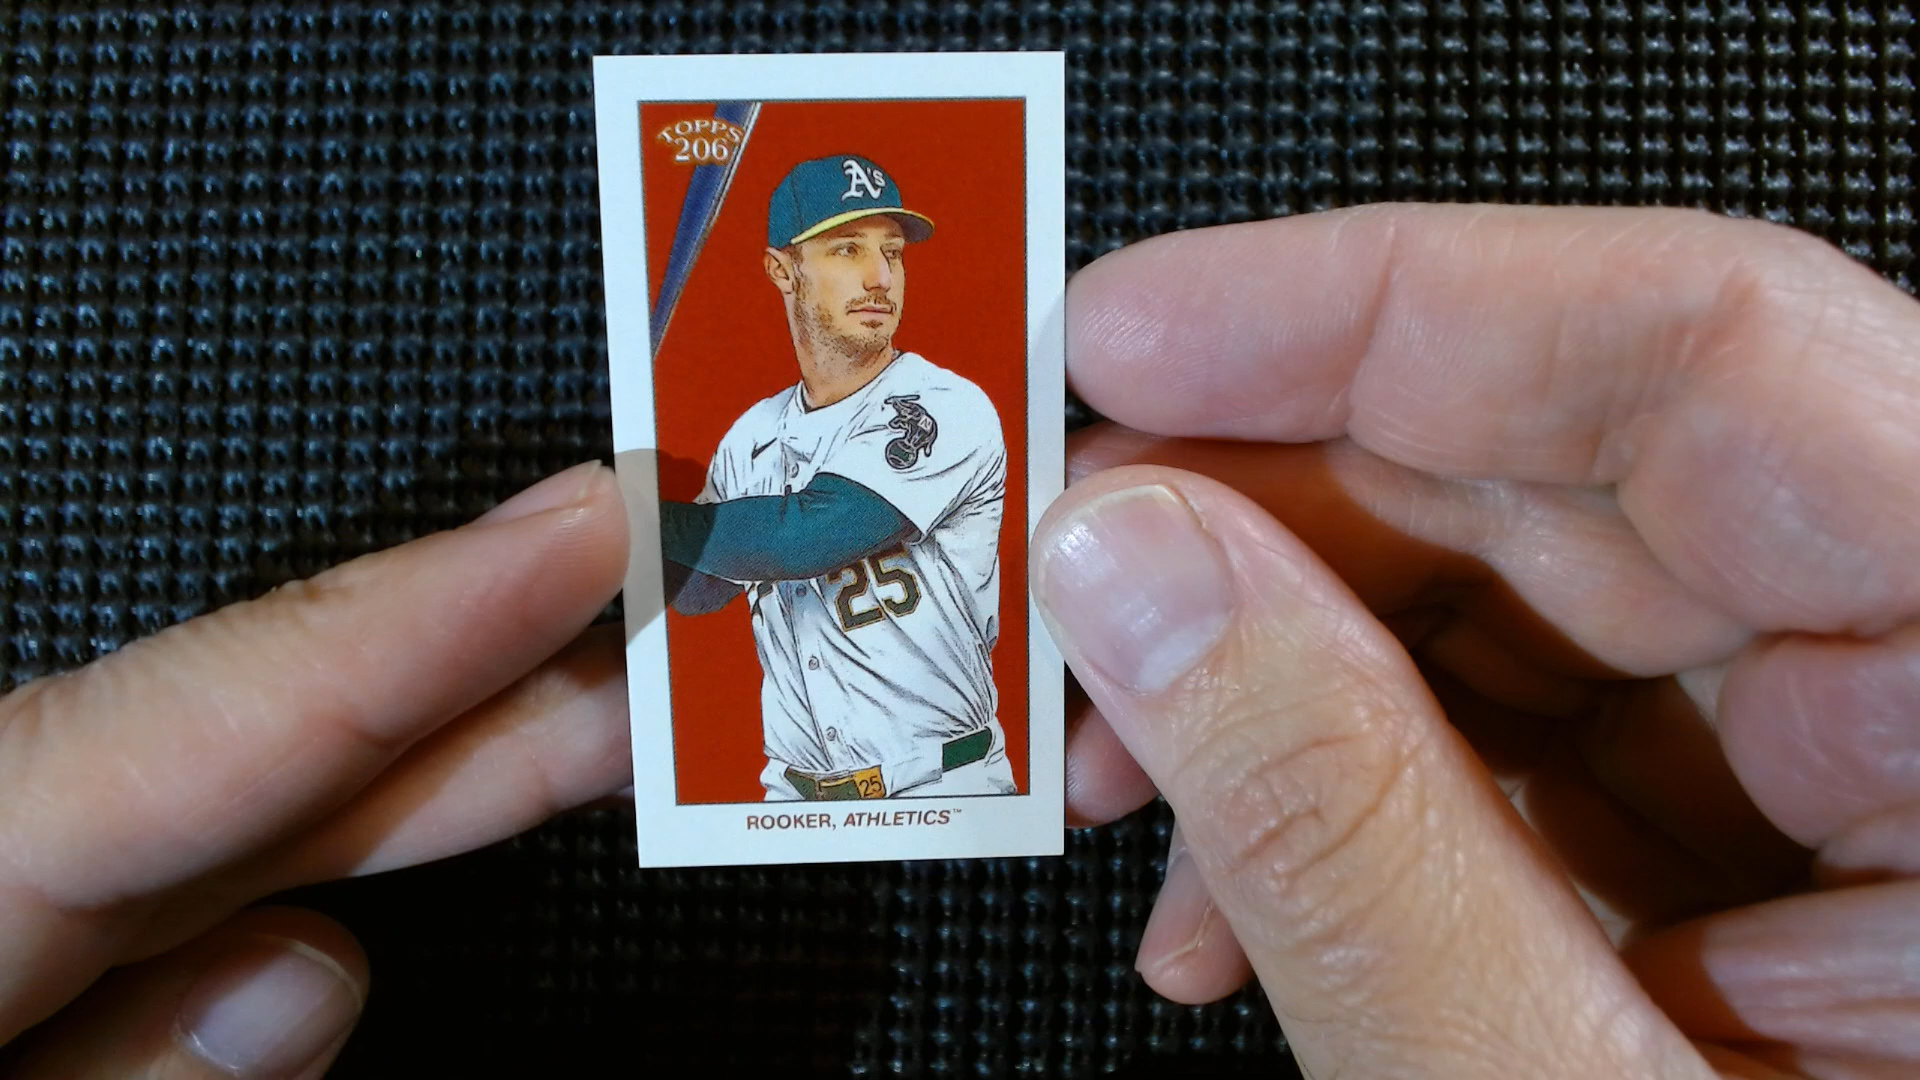 TOPPS
206
A's
25
25
ROOKER, ATHLETICS™